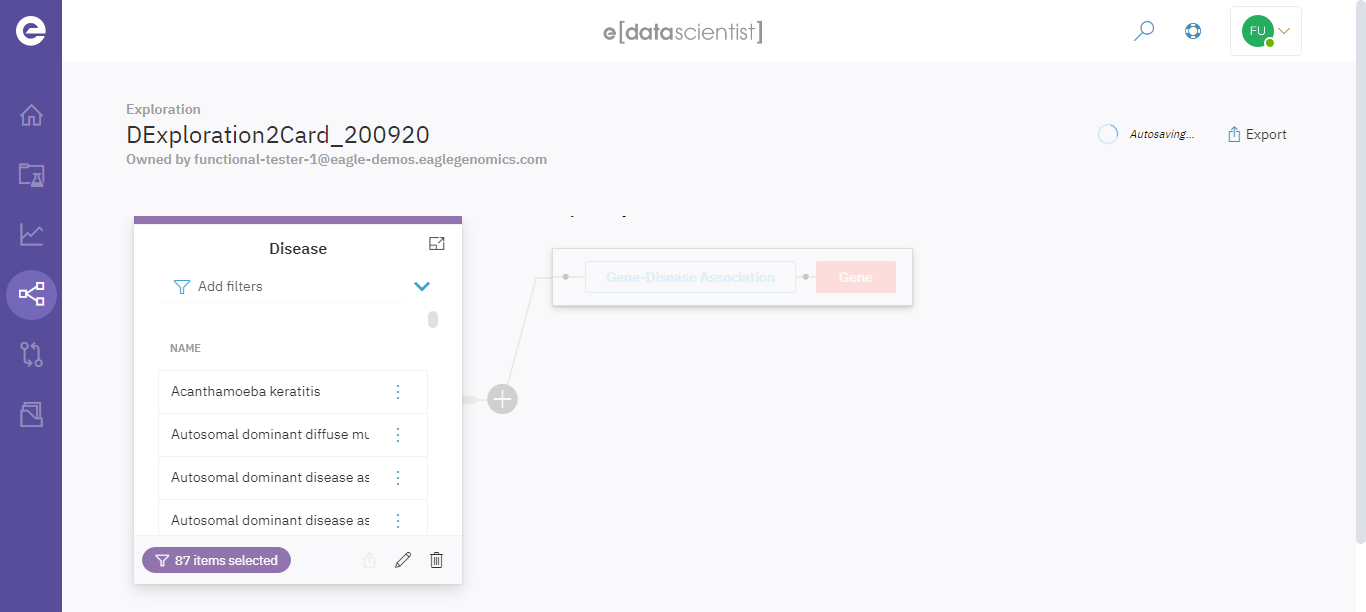 e[datascientist]
FU
Exploration
DExploration2Card_200920
Owned by functional-tester-1@eagle-demos.eaglegenomics.com
Autosaving...
Export
Disease
Add filters
NAME
Acanthamoeba keratitis
Autosomal dominant diffuse mu
Autosomal dominant disease as
Autosomal dominant disease as
87 items selected
Gene-Disease Association
Gene